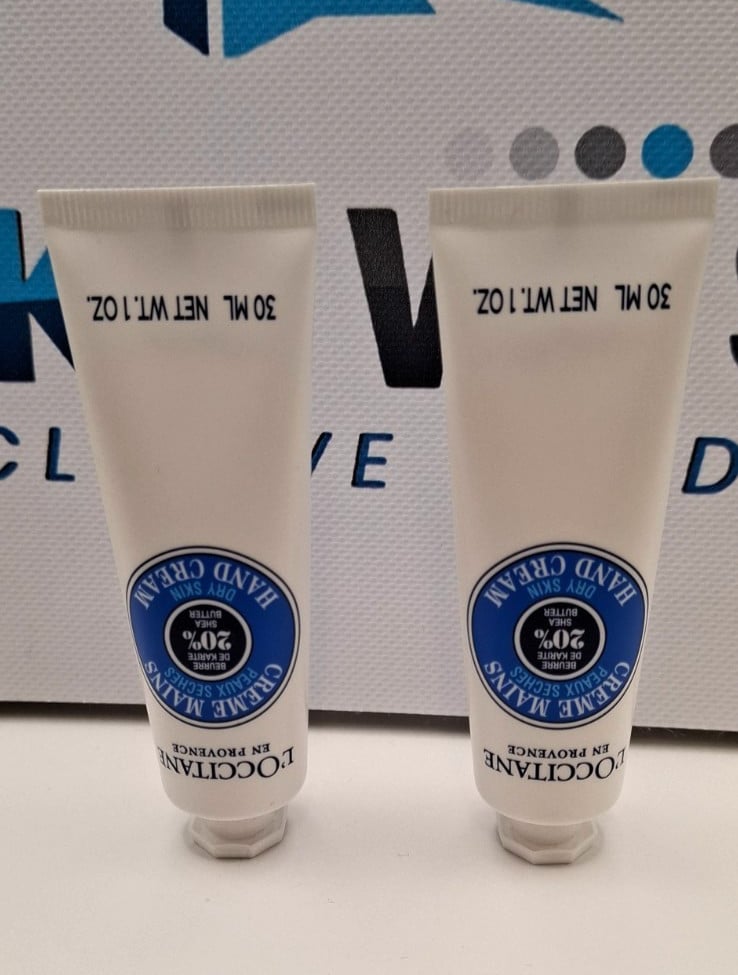 L'OCCITANE
EN PROVENCE
CREME MAINS
PEAUX SECHES
BEURRE
DE KARITE
20%
SHEA
BUTTER
DRY SKIN
HAND CREAM
30 ML NET WT. 1 OZ.
L'OCCITANE
EN PROVENCE
CREME MAINS
PEAUX SECHES
BEURRE
DE KARITE
20%
SHEA
BUTTER
DRY SKIN
HAND CREAM
30 ML NET WT. 1 OZ.